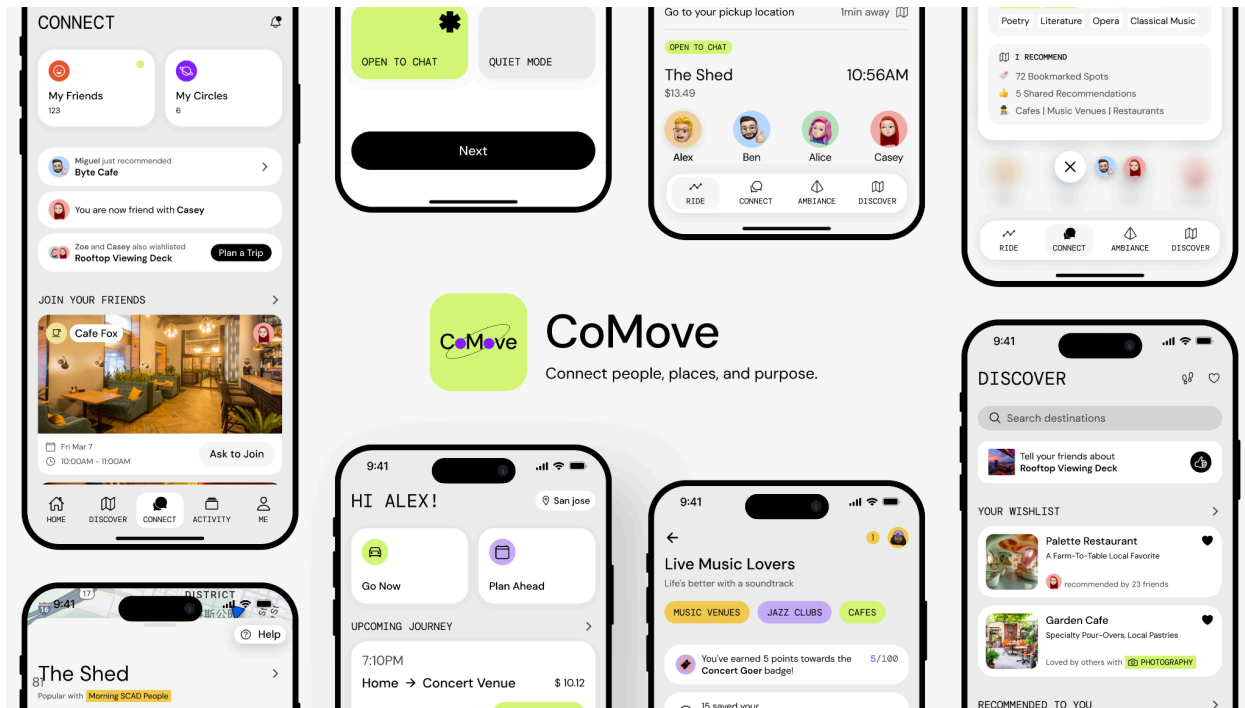 CONNECT
My Friends
123
My Circles
6
Miguel just recommended
Byte Cafe
You are now friend with Casey
Zoe and Casey also wishlisted
Rooftop Viewing Deck
Plan a Trip
JOIN YOUR FRIENDS
Cafe Fox
Fri Mar 7
10:00AM – 11:00AM
Ask to Join
HOME
DISCOVER
CONNECT
ACTIVITY
ME
9:41
DISTRICT
17
16
Help
The Shed
81
Popular with Morning SCAD People
OPEN TO CHAT
QUIET MODE
Next
CoMove
CoMove
Connect people, places, and purpose.
9:41
HI ALEX!
San jose
Go Now
Plan Ahead
UPCOMING JOURNEY
7:10PM
Home → Concert Venue
$ 10.12
Go to your pickup location
1min away
OPEN TO CHAT
The Shed
10:56AM
$13.49
Alex
Ben
Alice
Casey
RIDE
CONNECT
AMBIANCE
DISCOVER
9:41
1
Live Music Lovers
Life's better with a soundtrack
MUSIC VENUES
JAZZ CLUBS
CAFES
You've earned 5 points towards the
Concert Goer badge!
5/100
15 saved your
Poetry
Literature
Opera
Classical Music
I RECOMMEND
72 Bookmarked Spots
5 Shared Recommendations
Cafes | Music Venues | Restaurants
RIDE
CONNECT
AMBIANCE
DISCOVER
9:41
DISCOVER
Search destinations
Tell your friends about
Rooftop Viewing Deck
YOUR WISHLIST
Palette Restaurant
A Farm-To-Table Local Favorite
recommended by 23 friends
Garden Cafe
Specialty Pour-Overs, Local Pastries
Loved by others with PHOTOGRAPHY
RECOMMENDED TO YOU